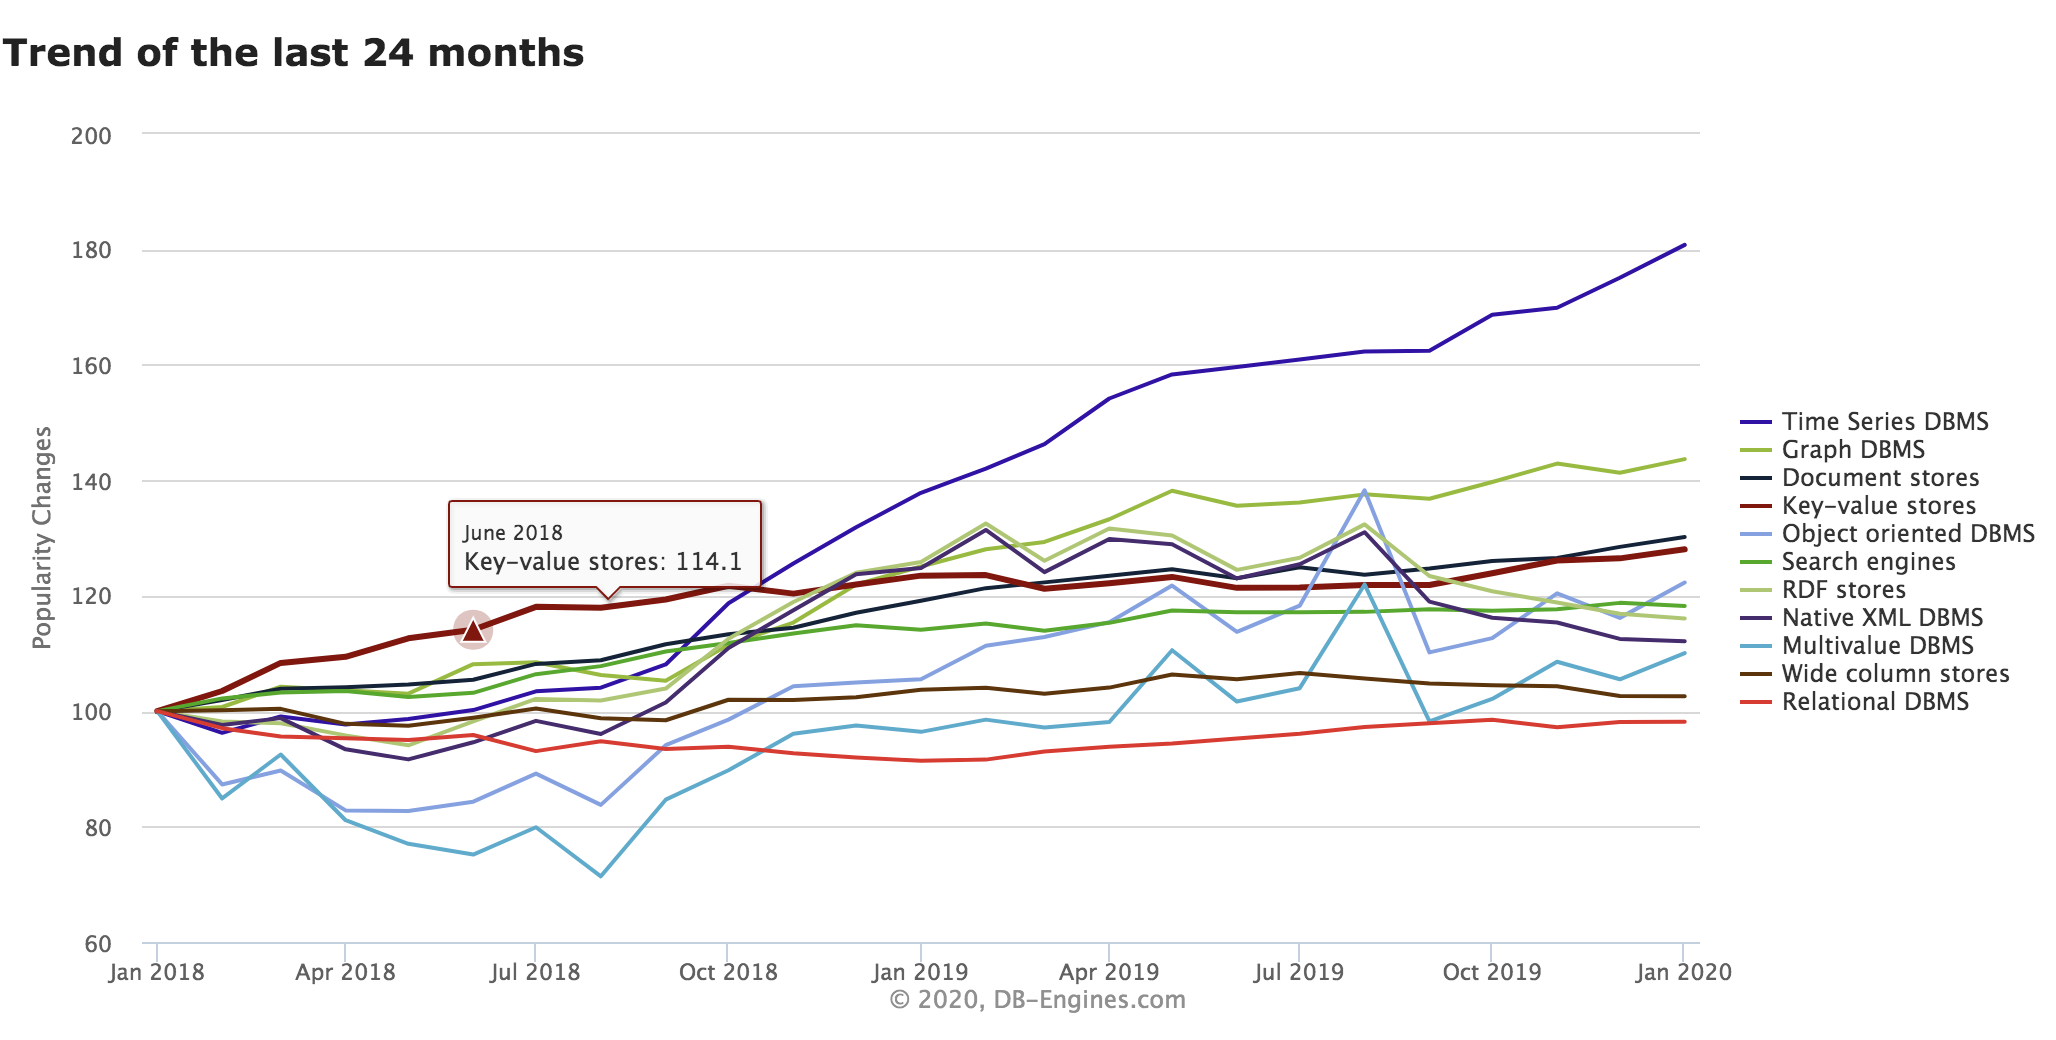 Trend of the last 24 months
200
180
160
140
120
100
80
60
Popularity Changes
June 2018
Key-value stores: 114.1
Time Series DBMS
Graph DBMS
Document stores
Key-value stores
Object oriented DBMS
Search engines
RDF stores
Native XML DBMS
Multivalue DBMS
Wide column stores
Relational DBMS
Jan 2018 Apr 2018 Jul 2018 Oct 2018 Jan 2019 Apr 2019 Jul 2019 Oct 2019 Jan 2020
© 2020, DB-Engines.com